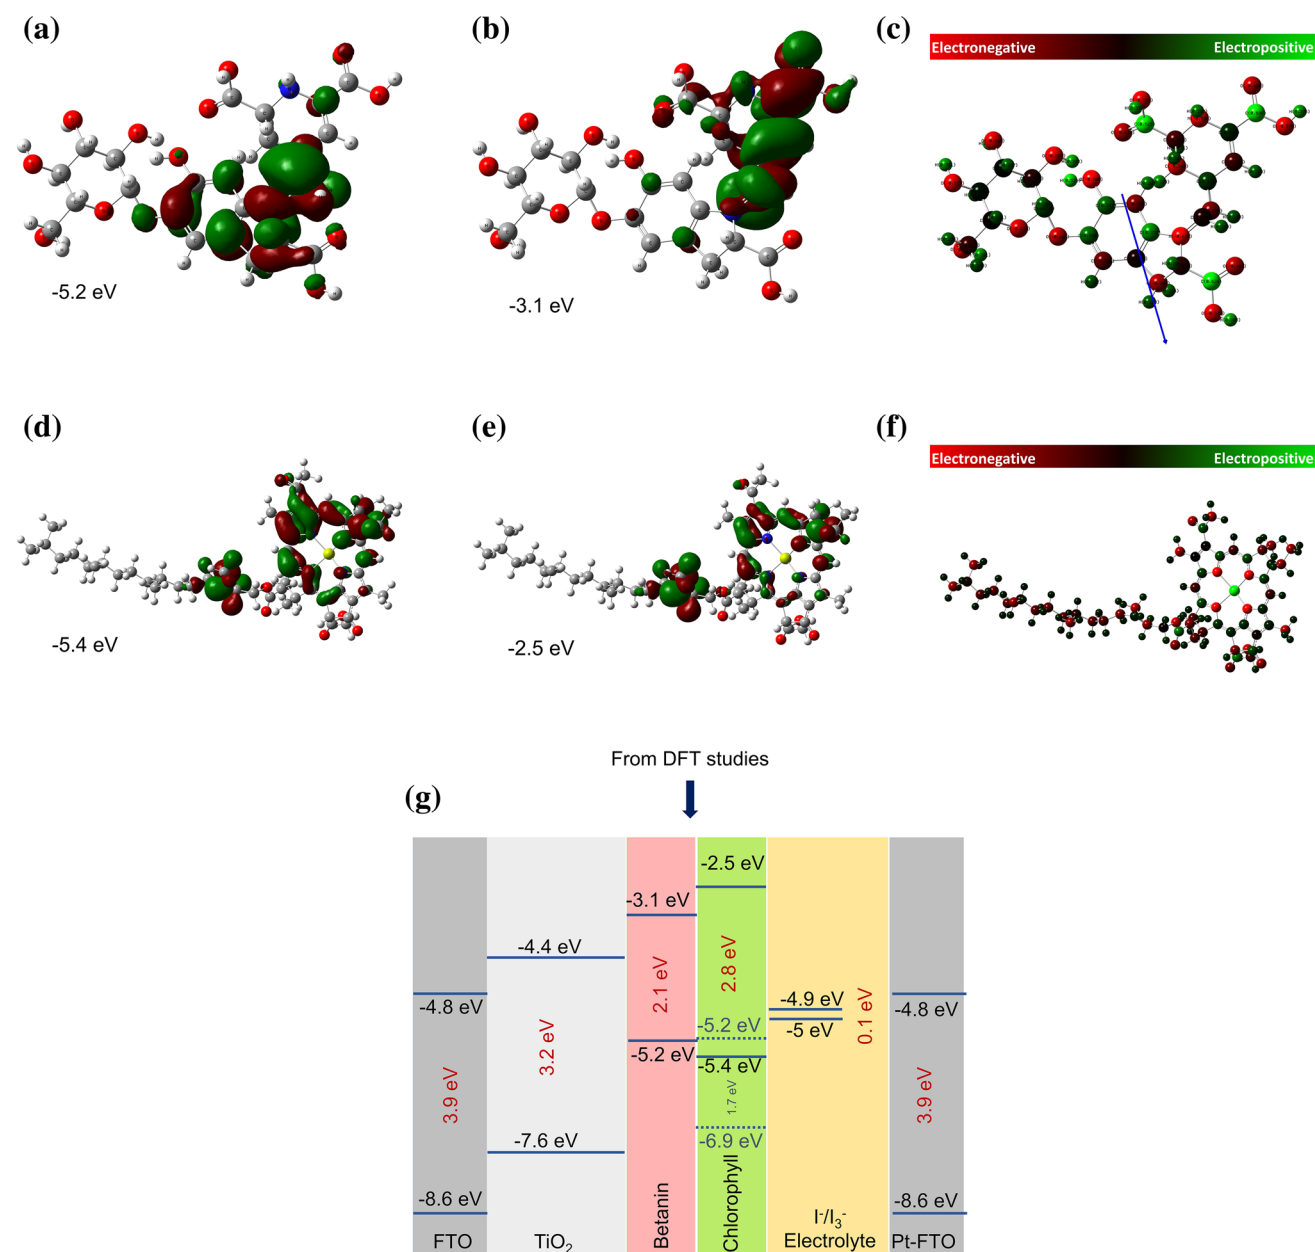 (a)
(b)
(c)
Electronegative
Electropositive
-5.2 eV
-3.1 eV
(d)
(e)
(f)
Electronegative
Electropositive
-5.4 eV
-2.5 eV
From DFT studies
(g)
-2.5 eV
-3.1 eV
-4.4 eV
2.1 eV
2.8 eV
-4.8 eV
-4.9 eV
-5 eV
0.1 eV
-4.8 eV
3.2 eV
-5.2 eV
-5.2 eV
-5.4 eV
3.9 eV
1.7 eV
3.9 eV
-7.6 eV
-6.9 eV
-8.6 eV
-8.6 eV
FTO
TiO2
Betanin
Chlorophyll
I-/I3-
Electrolyte
Pt-FTO